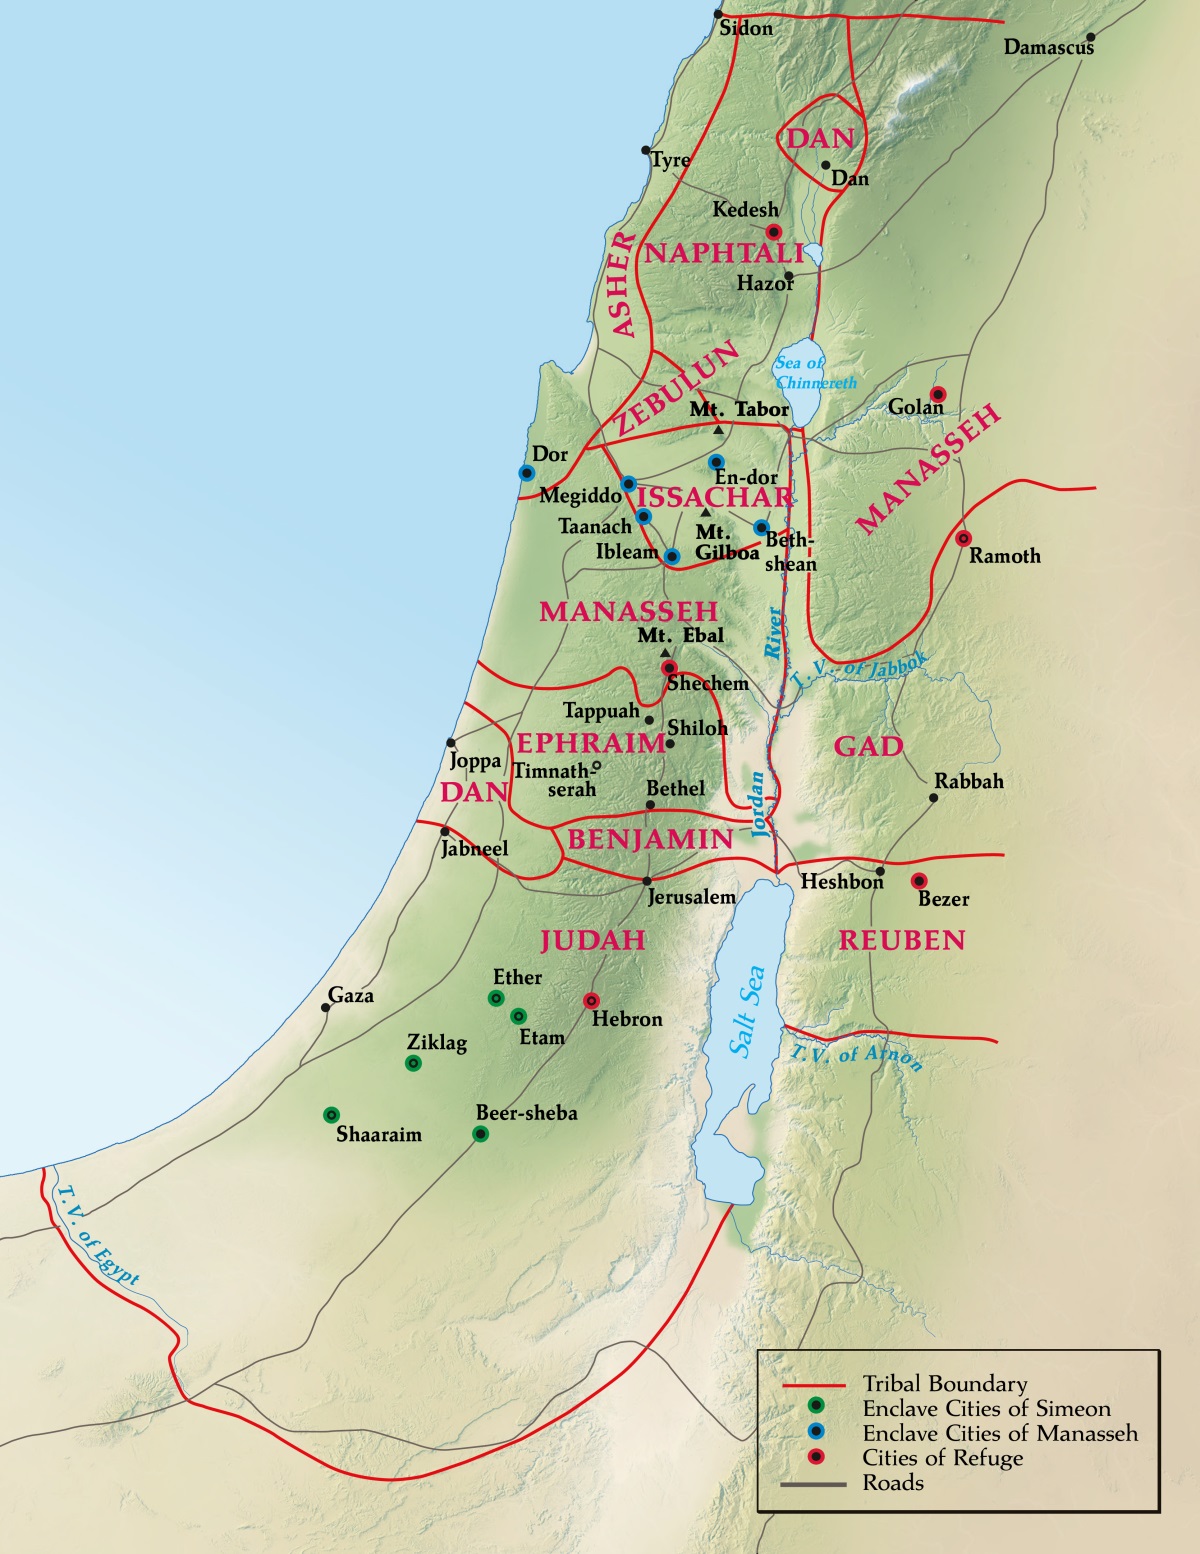 Sidon
Damascus
Tyre
DAN
Dan
Kedesh
ASHER
NAPHTALI
Hazor
ZEBULUN
Sea of
Chinnereth
Mt. Tabor
Golan
MANASSEH
Dor
En-dor
Megiddo
ISSACHAR
Taanach
Mt.
Gilboa
Ibleam
Beth-
shean
Ramoth
MANASSEH
Mt. Ebal
River
T. V. of Jabbok
Shechem
Tappuah
Shiloh
EPHRAIM
GAD
Joppa
Timnath-
serah
Rabbah
DAN
Bethel
Jordan
BENJAMIN
Jabneel
Heshbon
Bezer
Jerusalem
JUDAH
REUBEN
Ether
Gaza
Hebron
Etam
Salt Sea
Ziklag
T. V. of Arnon
Beer-sheba
Shaaraim
T. V. of Egypt
Tribal Boundary
Enclave Cities of Simeon
Enclave Cities of Manasseh
Cities of Refuge
Roads